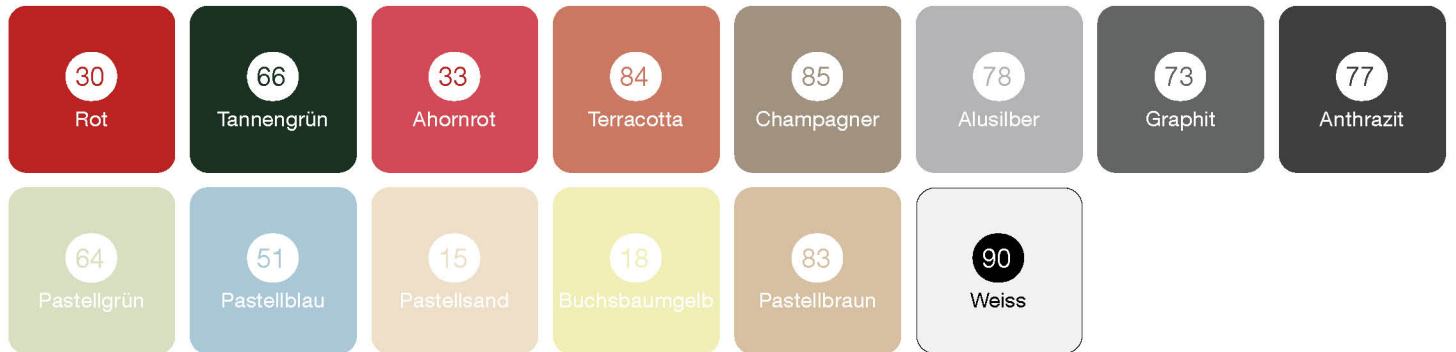 30
Rot
66
Tannengrün
33
Ahornrot
84
Terracotta
85
Champagner
78
Alusilber
73
Graphit
77
Anthrazit
64
Pastellgrün
51
Pastellblau
15
Pastellsand
18
Buchsbaumgelb
83
Pastellbraun
90
Weiss